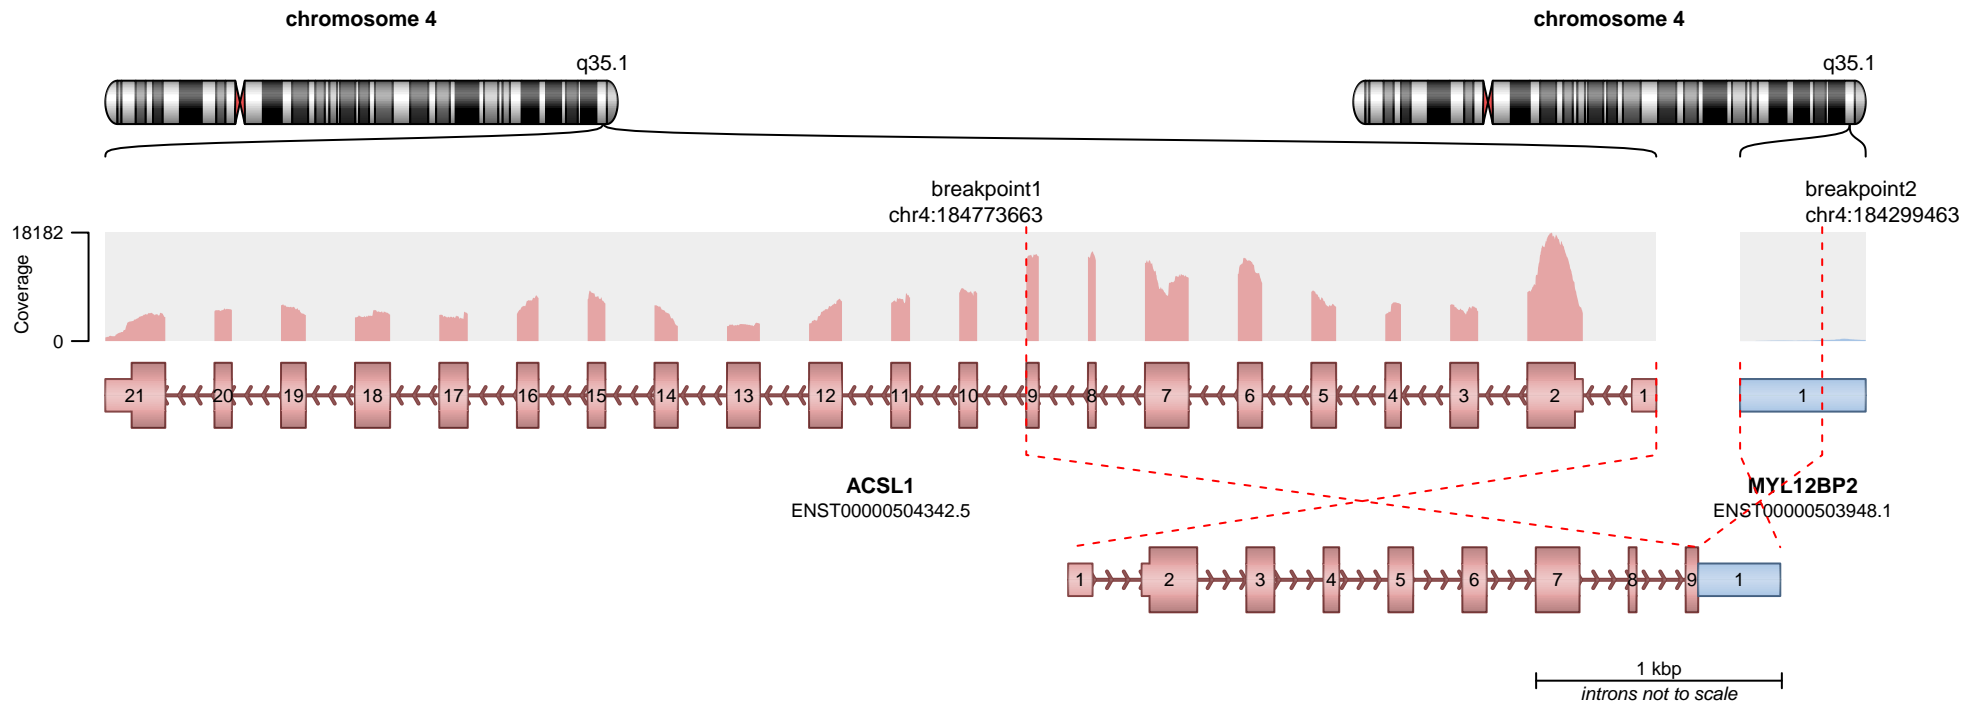 chromosome 4
chromosome 4
q35.1
q35.1
breakpoint1
chr4:184773663
breakpoint2
chr4:184299463
18182
0
Coverage
21 20 19 18 17 16 15 14 13 12 11 10 9 8 7 6 5 4 3 2 1 1
ACSL1
ENST00000504342.5
MYL12BP2
ENST00000503948.1
1 2 3 4 5 6 7 8 9 1
1 kbp
introns not to scale